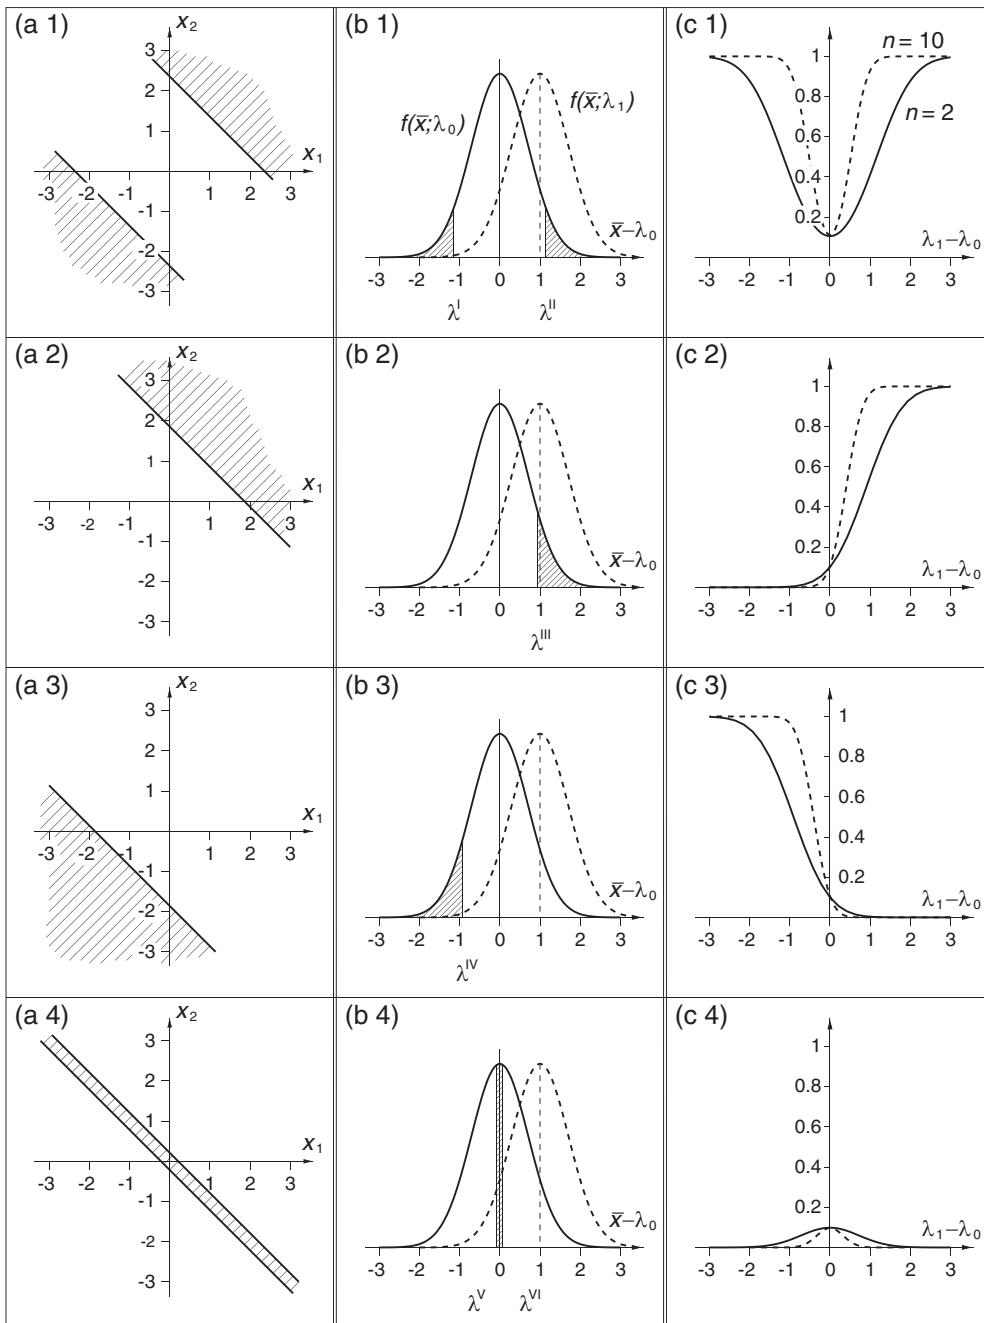 (a 1)
x₂
3
2
1
x₁
-3 -2 -1 1 2 3
-1
-2
-3
(b 1)
f(x̄;λ₀)
f(x̄;λ₁)
x̄−λ₀
-3 -2 -1 0 1 2 3
λᴵ λᴵᴵ
(c 1)
n = 10
1
0.8
n = 2
0.6
0.4
0.2
λ₁−λ₀
-3 -2 -1 0 1 2 3
(a 2)
x₂
3
2
1
x₁
-3 -2 -1 1 2 3
-1
-2
-3
(b 2)
x̄−λ₀
-3 -2 -1 0 1 2 3
λᴵᴵᴵ
(c 2)
1
0.8
0.6
0.4
0.2
λ₁−λ₀
-3 -2 -1 0 1 2 3
(a 3)
x₂
3
2
1
x₁
-3 -2 -1 1 2 3
-1
-2
-3
(b 3)
x̄−λ₀
-3 -2 -1 0 1 2 3
λᴵⱽ
(c 3)
1
0.8
0.6
0.4
0.2
λ₁−λ₀
-3 -2 -1 0 1 2 3
(a 4)
x₂
3
2
1
x₁
-3 -2 -1 1 2 3
-1
-2
-3
(b 4)
x̄−λ₀
-3 -2 -1 0 1 2 3
λⱽ λⱽᴵ
(c 4)
1
0.8
0.6
0.4
0.2
λ₁−λ₀
-3 -2 -1 0 1 2 3